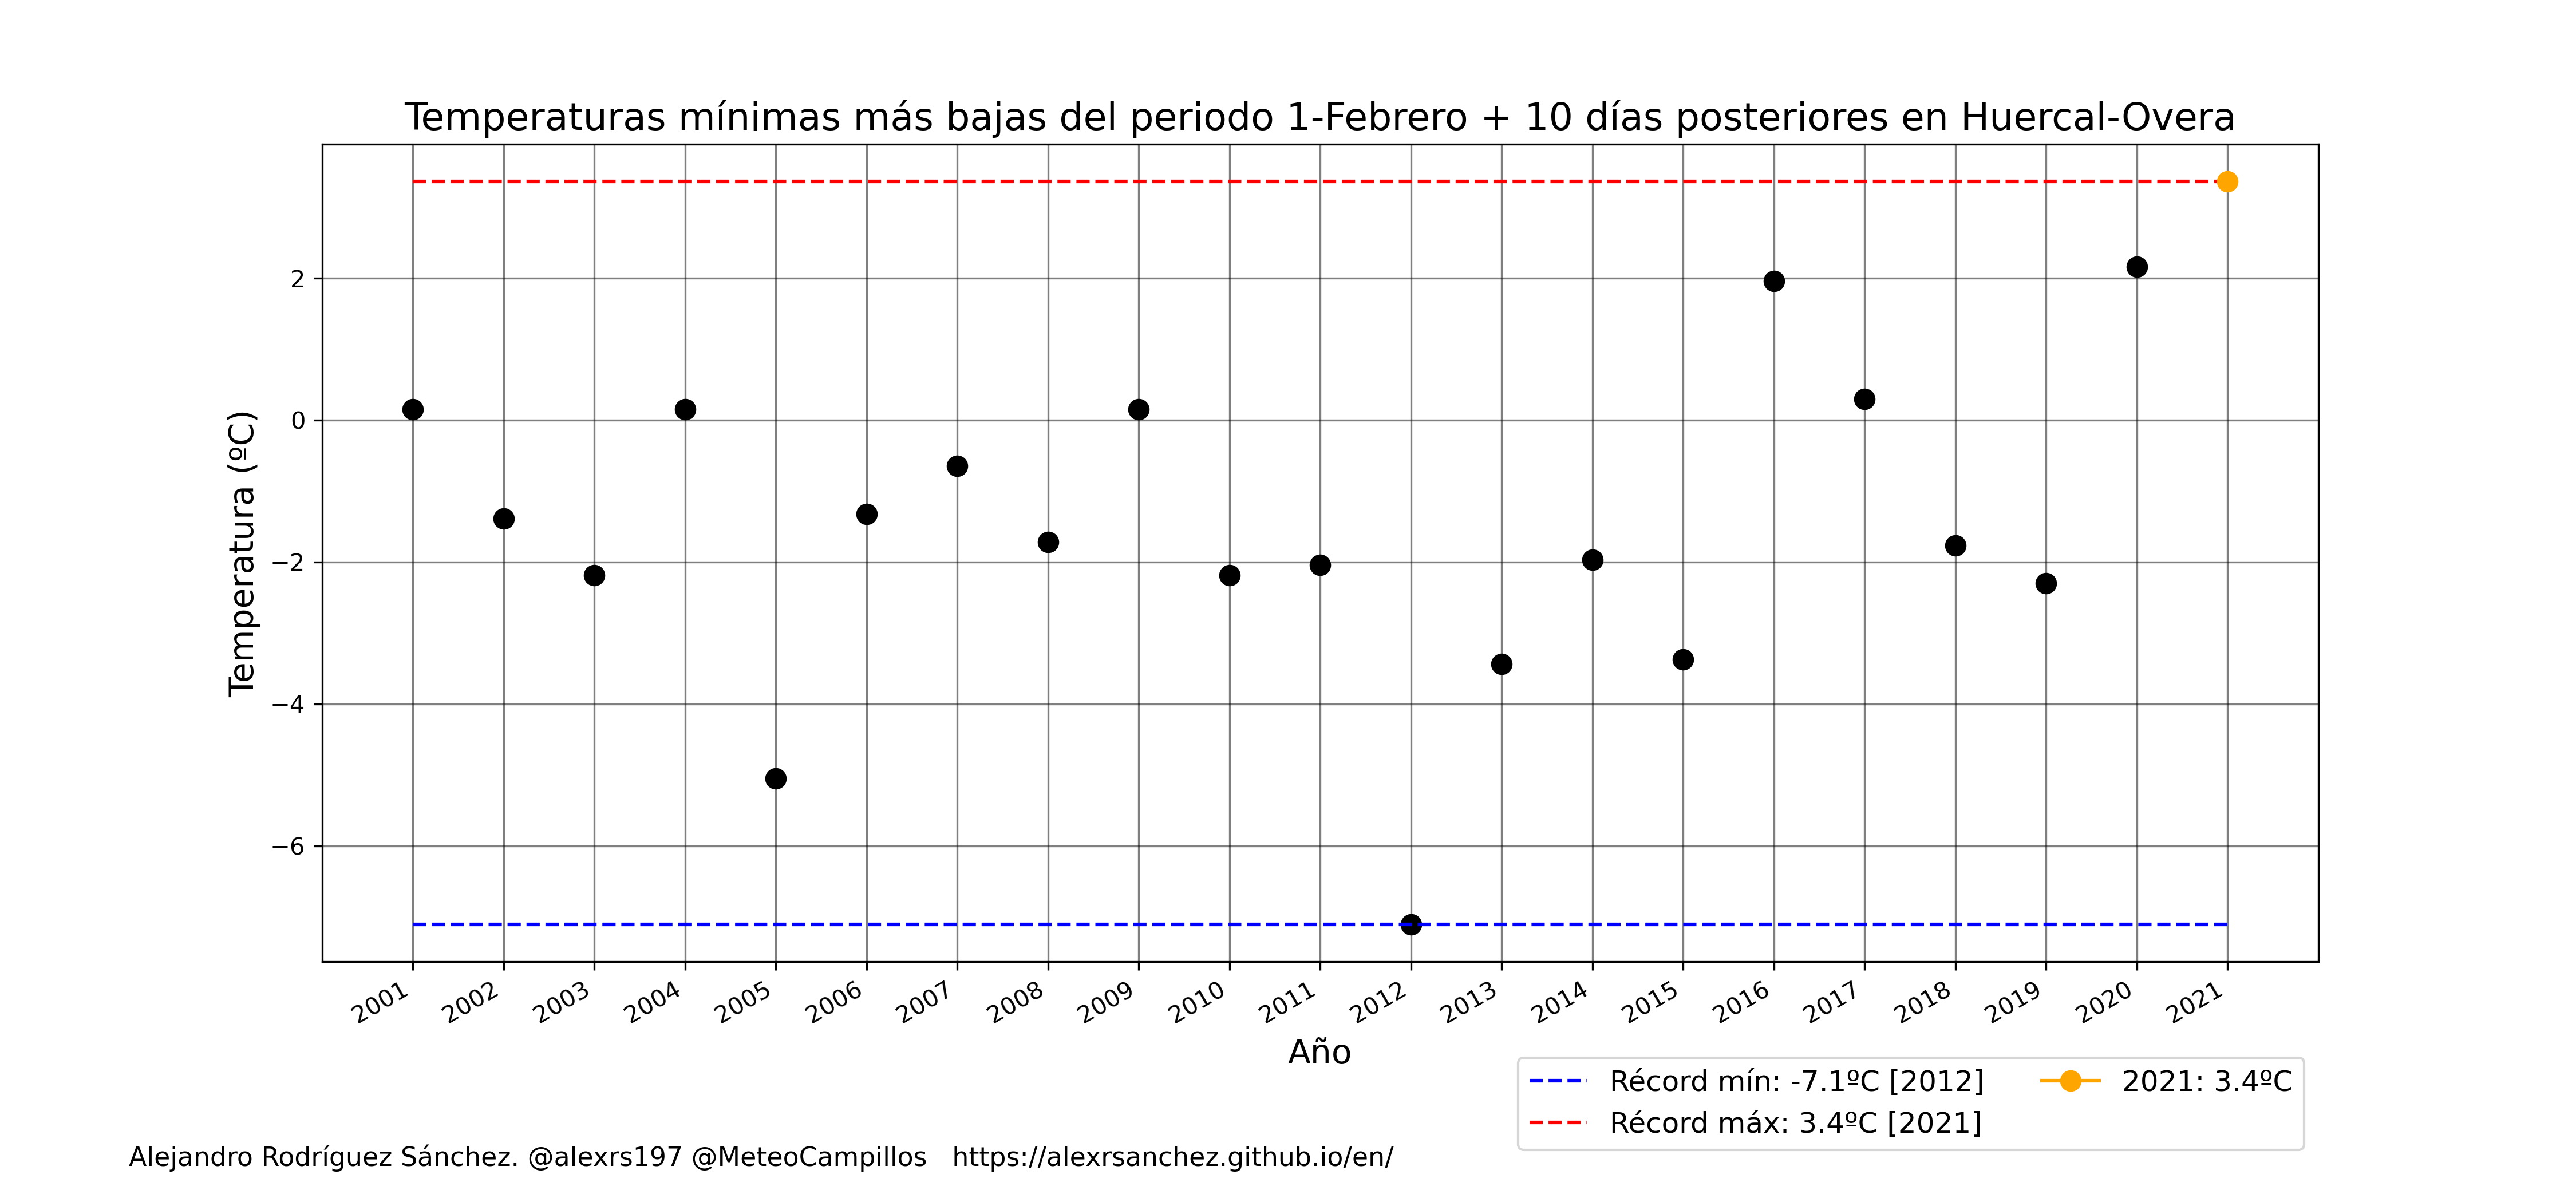 Temperaturas mínimas más bajas del periodo 1-Febrero + 10 días posteriores en Huercal-Overa
Temperatura (ºC)
2
0
−2
−4
−6
2001 2002 2003 2004 2005 2006 2007 2008 2009 2010 2011 2012 2013 2014 2015 2016 2017 2018 2019 2020 2021
Año
Récord mín: -7.1ºC [2012]
Récord máx: 3.4ºC [2021]
2021: 3.4ºC
Alejandro Rodríguez Sánchez. @alexrs197 @MeteoCampillos https://alexrsanchez.github.io/en/